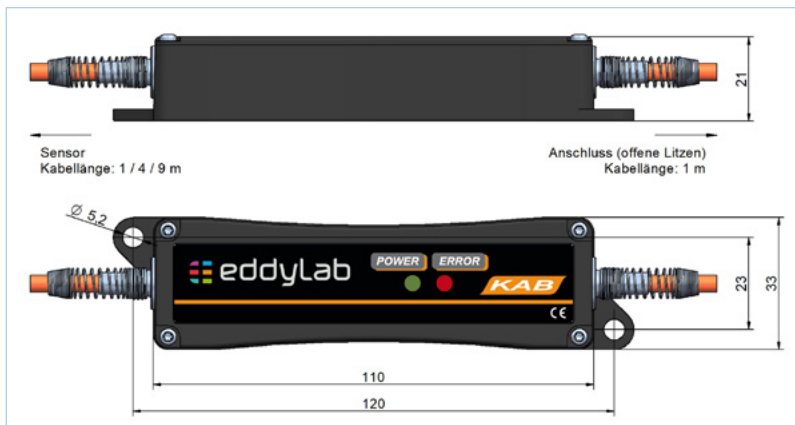 21
Sensor
Kabellänge: 1 / 4 / 9 m
Anschluss (offene Litzen)
Kabellänge: 1 m
Ø 5,2
eddyLab
POWER ERROR
KAB
CE
23
33
110
120